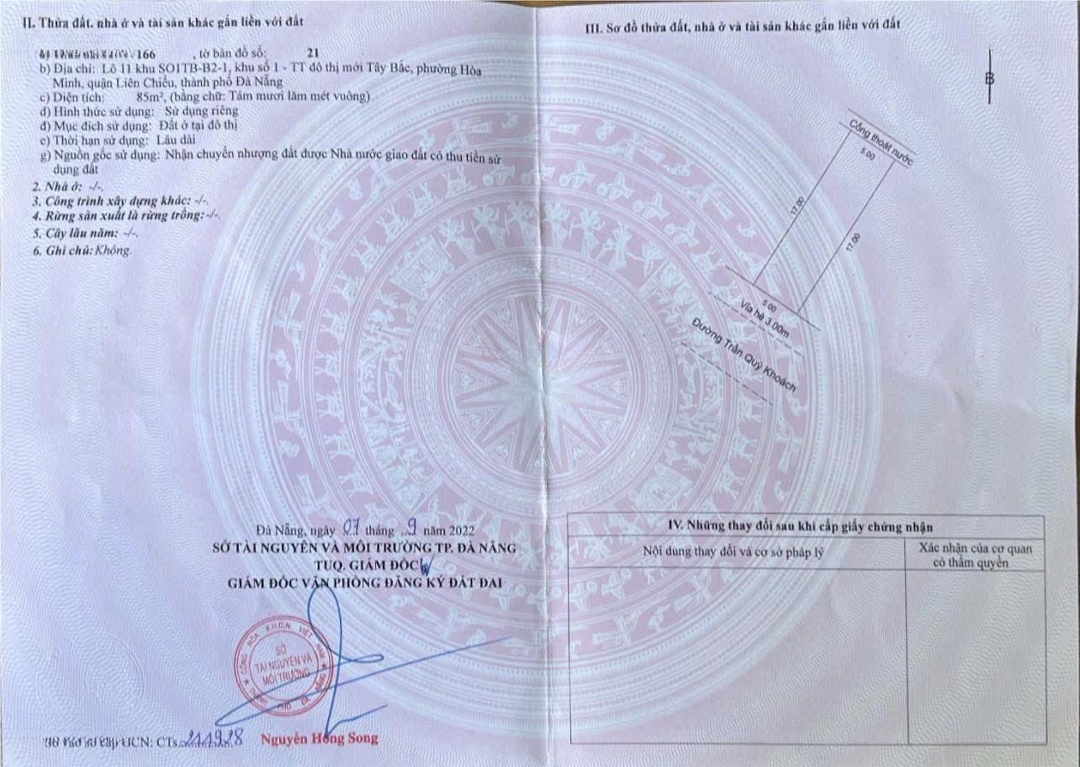 II. Thửa đất, nhà ở và tài sản khác gắn liền với đất
166 , tờ bản đồ số: 21
b) Địa chỉ: Lô 11 khu SO1TB-B2-1, khu số 1 - TT đô thị mới Tây Bắc, phường Hòa
Minh, quận Liên Chiểu, thành phố Đà Nẵng
c) Diện tích: 85m², (bằng chữ: Tám mươi lăm mét vuông)
d) Hình thức sử dụng: Sử dụng riêng
đ) Mục đích sử dụng: Đất ở tại đô thị
e) Thời hạn sử dụng: Lâu dài
g) Nguồn gốc sử dụng: Nhận chuyển nhượng đất được Nhà nước giao đất có thu tiền sử
dụng đất
2. Nhà ở: -/-.
3. Công trình xây dựng khác: -/-.
4. Rừng sản xuất là rừng trồng:-/-.
5. Cây lâu năm: -/-.
6. Ghi chú: Không.
Đà Nẵng, ngày 07 tháng ..9 năm 2022
SỞ TÀI NGUYÊN VÀ MÔI TRƯỜNG TP. ĐÀ NẴNG
TUQ. GIÁM ĐỐC
GIÁM ĐỐC VĂN PHÒNG ĐĂNG KÝ ĐẤT ĐAI
SỞ
TÀI NGUYÊN VÀ
MÔI TRƯỜNG
GCN: CTs 211928
Nguyễn Hồng Song
III. Sơ đồ thửa đất, nhà ở và tài sản khác gắn liền với đất
B
Cống thoát nước
5.00
17.00
17.00
5.00
Vỉa hè 3.00m
Đường Trần Quý Khoách
IV. Những thay đổi sau khi cấp giấy chứng nhận
Nội dung thay đổi và cơ sở pháp lý
Xác nhận của cơ quan
có thẩm quyền